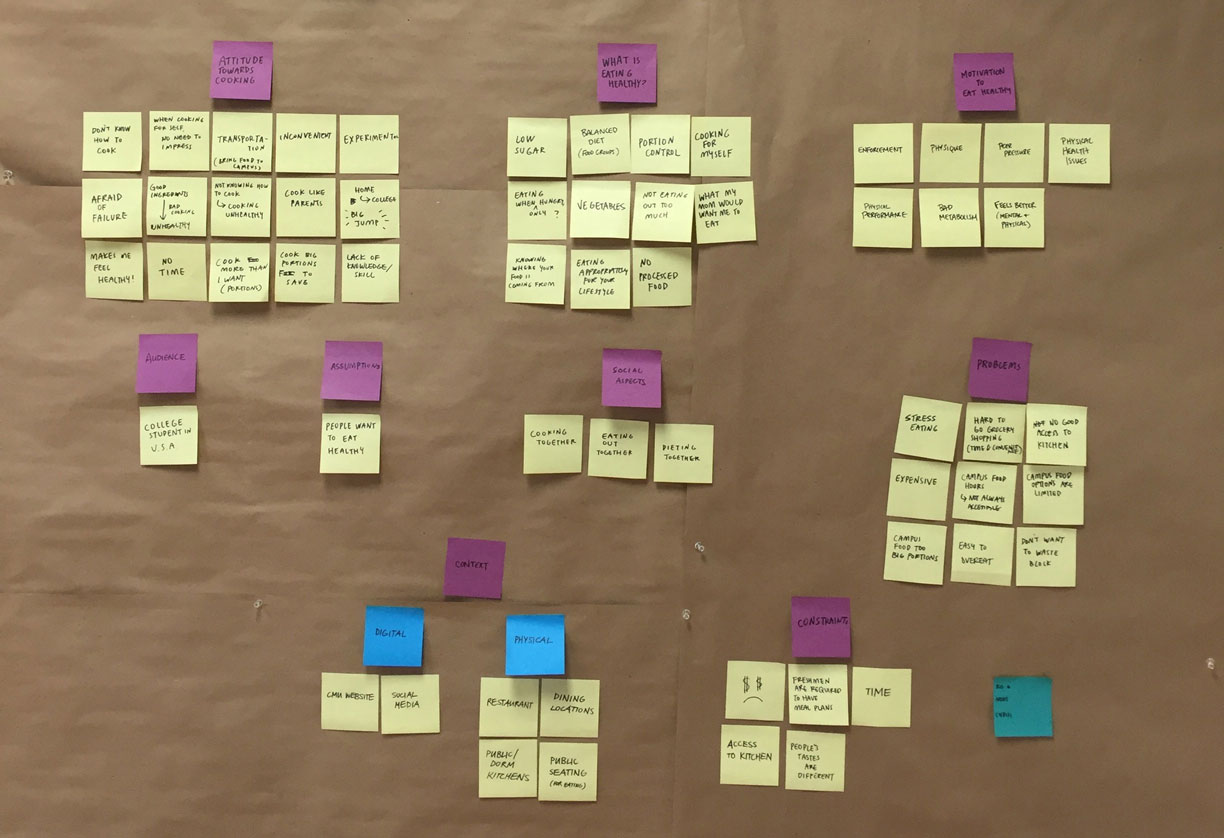 ATTITUDE
TOWARDS
COOKING
DON'T KNOW
HOW TO
COOK
WHEN COOKING
FOR SELF,
NO NEED TO
IMPRESS
TRANSPORTA-
TION
(BRING FOOD TO
CAMPUS)
INCONVENIENT
EXPERIMENT
AFRAID
OF
FAILURE
GOOD
INGREDIENTS
BAD
COOKING
UNHEALTHY
NOT KNOWING HOW
TO COOK
COOKING
UNHEALTHY
COOK LIKE
PARENTS
HOME
COLLEGE
BIG
JUMP
MAKES ME
FEEL
HEALTHY!
NO
TIME
COOK
MORE THAN
I WANT
(PORTIONS)
COOK BIG
PORTIONS
TO
SAVE
LACK OF
KNOWLEDGE/
SKILL
WHAT IS
EATING
HEALTHY?
LOW
SUGAR
BALANCED
DIET
(FOOD GROUPS)
PORTION
CONTROL
COOKING
FOR
MYSELF
EATING
WHEN HUNGRY
ONLY ?
VEGETABLES
NOT EATING
OUT TOO
MUCH
WHAT MY
MOM WOULD
WANT ME TO
EAT
KNOWING
WHERE YOUR
FOOD IS
COMING FROM
EATING
APPROPRIATELY
FOR YOUR
LIFESTYLE
NO
PROCESSED
FOOD
MOTIVATION
TO
EAT HEALTHY
ENFORCEMENT
PHYSIQUE
PEER
PRESSURE
PHYSICAL
HEALTH
ISSUES
PHYSICAL
PERFORMANCE
BAD
METABOLISM
FEELS BETTER
(MENTAL +
PHYSICAL)
AUDIENCE
COLLEGE
STUDENT IN
U.S.A
ASSUMPTIONS
PEOPLE WANT
TO EAT
HEALTHY
SOCIAL
ASPECTS
COOKING
TOGETHER
EATING
OUT
TOGETHER
DIETING
TOGETHER
PROBLEMS
STRESS
EATING
HARD TO
GO GROCERY
SHOPPING
(TIME &
NO GOOD
ACCESS TO
KITCHEN
EXPENSIVE
CAMPUS FOOD
HOURS
NOT ALWAYS
ACCESSIBLE
CAMPUS FOOD
OPTIONS ARE
LIMITED
CAMPUS
FOOD TOO
BIG PORTIONS
EASY TO
OVEREAT
DON'T WANT
TO WASTE
BLOCK
CONTEXT
DIGITAL
CMU WEBSITE
SOCIAL
MEDIA
PHYSICAL
RESTAURANT
DINING
LOCATIONS
PUBLIC/
DORM
KITCHENS
PUBLIC
SEATING
(FOR EATING)
CONSTRAINTS
$ $
FRESHMEN
ARE REQUIRED
TO HAVE
MEAL PLANS
TIME
ACCESS
TO KITCHEN
PEOPLE'S
TASTES
ARE
DIFFERENT